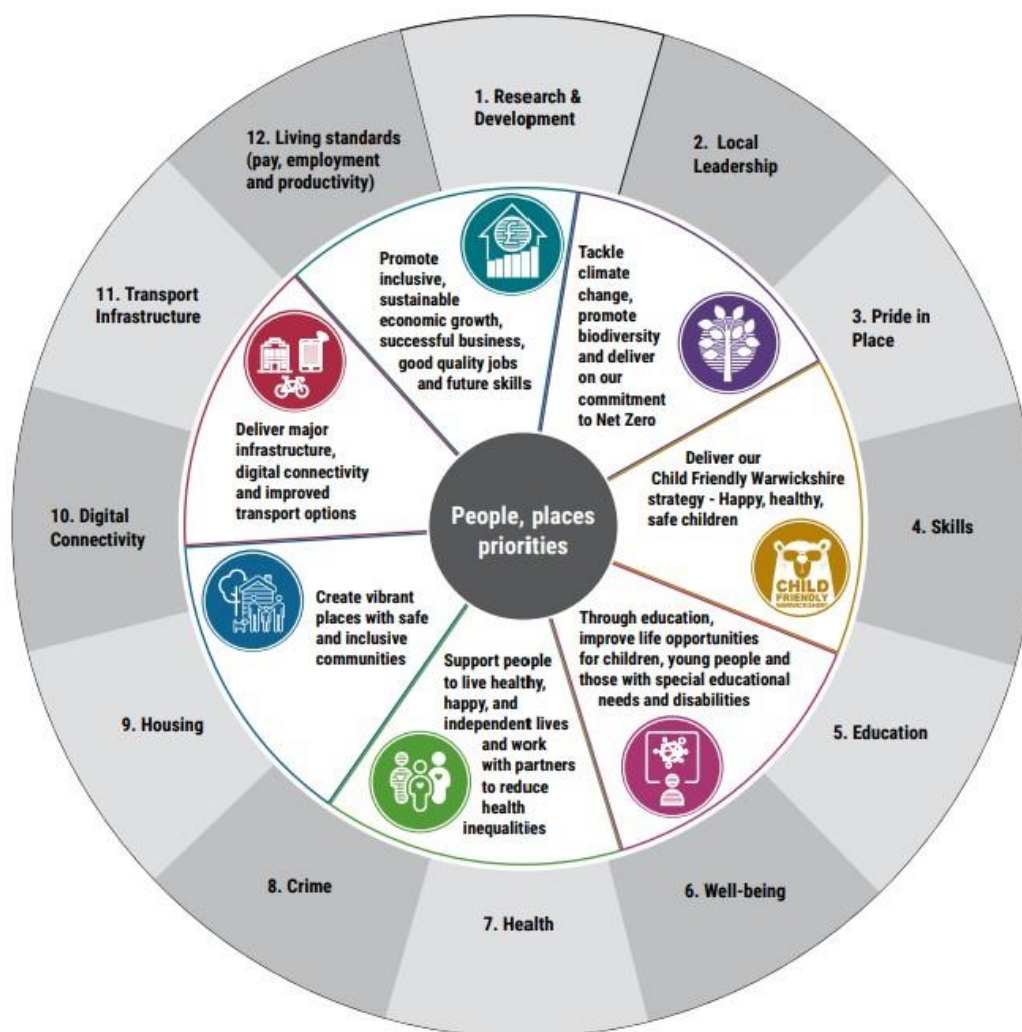 1. Research &
Development
2. Local
Leadership
3. Pride in
Place
4. Skills
5. Education
6. Well-being
7. Health
8. Crime
9. Housing
10. Digital
Connectivity
11. Transport
Infrastructure
12. Living standards
(pay, employment
and productivity)
Promote
inclusive,
sustainable
economic growth,
successful business,
good quality jobs
and future skills
£
Tackle
climate
change,
promote
biodiversity
and deliver
on our
commitment
to Net Zero
Deliver our
Child Friendly Warwickshire
strategy - Happy, healthy,
safe children
CHILD
FRIENDLY
WARWICKSHIRE
Through education,
improve life opportunities
for children, young people and
those with special educational
needs and disabilities
Support people
to live healthy,
happy, and
independent lives
and work
with partners
to reduce
health
inequalities
Create vibrant
places with safe
and inclusive
communities
Deliver major
infrastructure,
digital connectivity
and improved
transport options
People, places
priorities